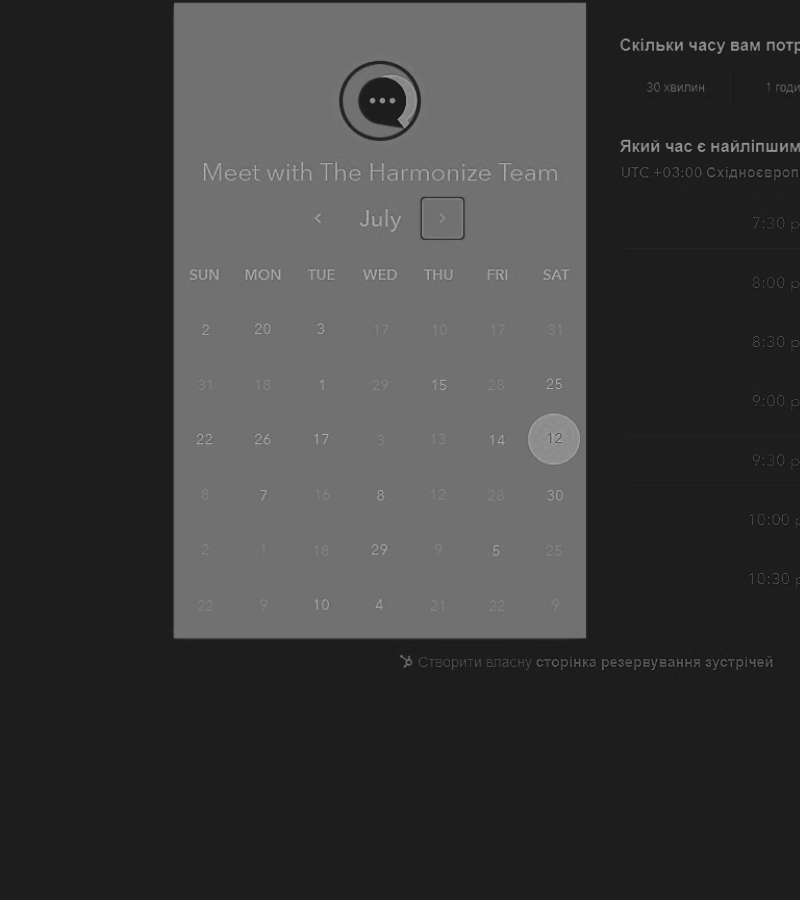 Meet with The Harmonize Team
July
SUN MON TUE WED THU FRI SAT
2 20 3 17 10 17 31
31 18 1 29 15 28 25
22 26 17 3 13 14 12
8 7 16 8 12 28 30
2 1 18 29 9 5 25
22 9 10 4 21 22 9
Скільки часу вам потр
30 хвилин 1 годи
Який час є найліпшим
UTC +03:00 Східноєвроп
7:30 p
8:00 p
8:30 p
9:00 p
9:30 p
10:00 p
10:30 p
Створити власну сторінка резервування зустрічей